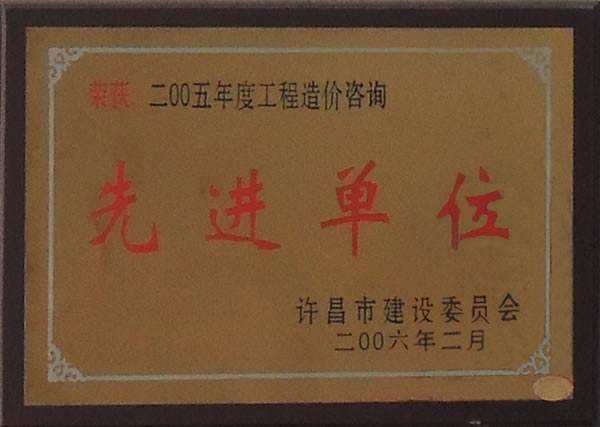 荣获 二00五年度工程造价咨询
先进单位
许昌市建设委员会
二00六年二月